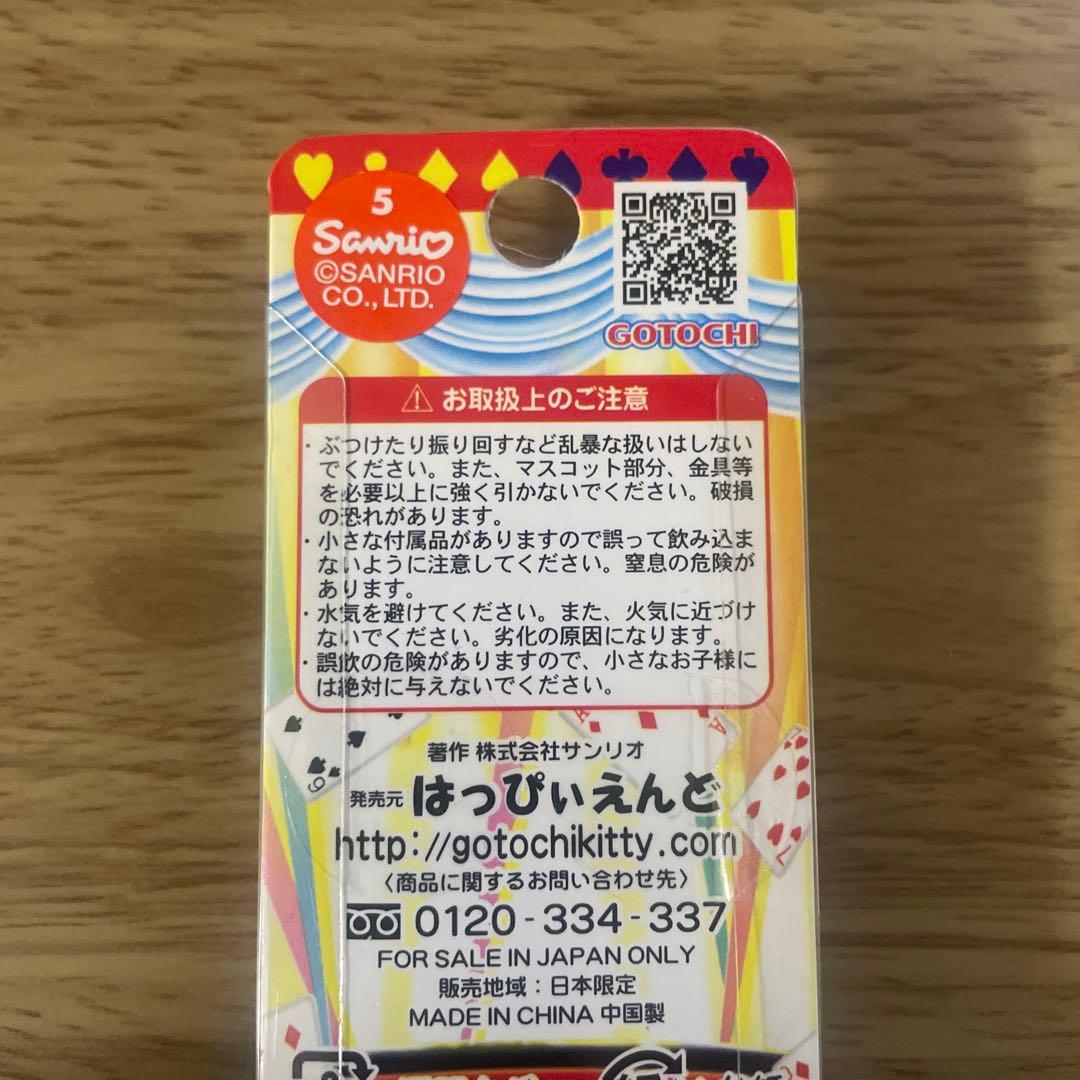 5
Sanrio
©SANRIO
CO., LTD.
GOTOCHI
⚠ お取扱上のご注意
・ぶつけたり振り回すなど乱暴な扱いはしない
でください。また、マスコット部分、金具等
を必要以上に強く引かないでください。破損
の恐れがあります。
・小さな付属品がありますので誤って飲み込ま
ないように注意してください。窒息の危険が
あります。
・水気を避けてください。また、火気に近づけ
ないでください。劣化の原因になります。
・誤飲の危険がありますので、小さなお子様に
は絶対に与えないでください。
著作 株式会社サンリオ
発売元 はっぴぃえんど
http://gotochikitty.com
〈商品に関するお問い合わせ先〉
0120-334-337
FOR SALE IN JAPAN ONLY
販売地域：日本限定
MADE IN CHINA 中国製
9
A
A
7